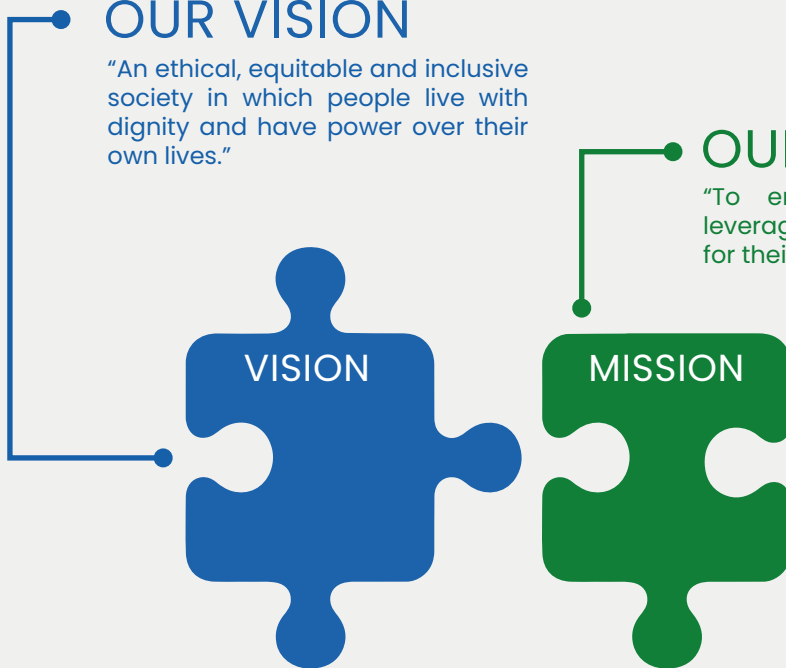 OUR VISION
“An ethical, equitable and inclusive
society in which people live with
dignity and have power over their
own lives.”
“To
VISION
MISSION